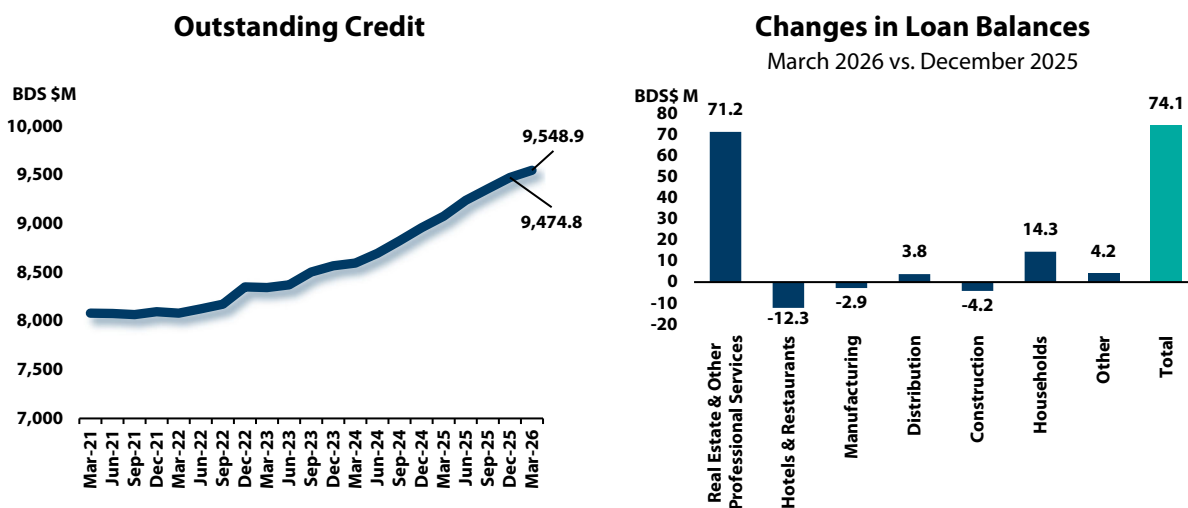 Outstanding Credit
BDS $M
10,000
9,500
9,000
8,500
8,000
7,500
7,000
9,548.9
9,474.8
Mar-21
Jun-21
Sep-21
Dec-21
Mar-22
Jun-22
Sep-22
Dec-22
Mar-23
Jun-23
Sep-23
Dec-23
Mar-24
Jun-24
Sep-24
Dec-24
Mar-25
Jun-25
Sep-25
Dec-25
Mar-26
Changes in Loan Balances
March 2026 vs. December 2025
BDS$ M
80
70
60
50
40
30
20
10
0
-10
-20
71.2
-12.3
-2.9
3.8
-4.2
14.3
4.2
74.1
Real Estate & Other
Professional Services
Hotels & Restaurants
Manufacturing
Distribution
Construction
Households
Other
Total